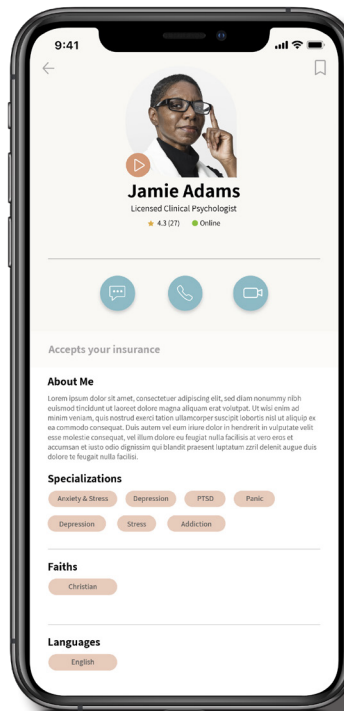 9:41
Jamie Adams
Licensed Clinical Psychologist
4.3 (27) Online
Accepts your insurance
About Me
Lorem ipsum dolor sit amet, consectetuer adipiscing elit, sed diam nonummy nibh
euismod tincidunt ut laoreet dolore magna aliquam erat volutpat. Ut wisi enim ad
minim veniam, quis nostrud exerci tation ullamcorper suscipit lobortis nisl ut aliquip ex
ea commodo consequat. Duis autem vel eum iriure dolor in hendrerit in vulputate velit
esse molestie consequat, vel illum dolore eu feugiat nulla facilisis at vero eros et
accumsan et iusto odio dignissim qui blandit praesent luptatum zzril delenit augue duis
dolore te feugait nulla facilisi.
Specializations
Anxiety & Stress Depression PTSD Panic
Depression Stress Addiction
Faiths
Christian
Languages
English